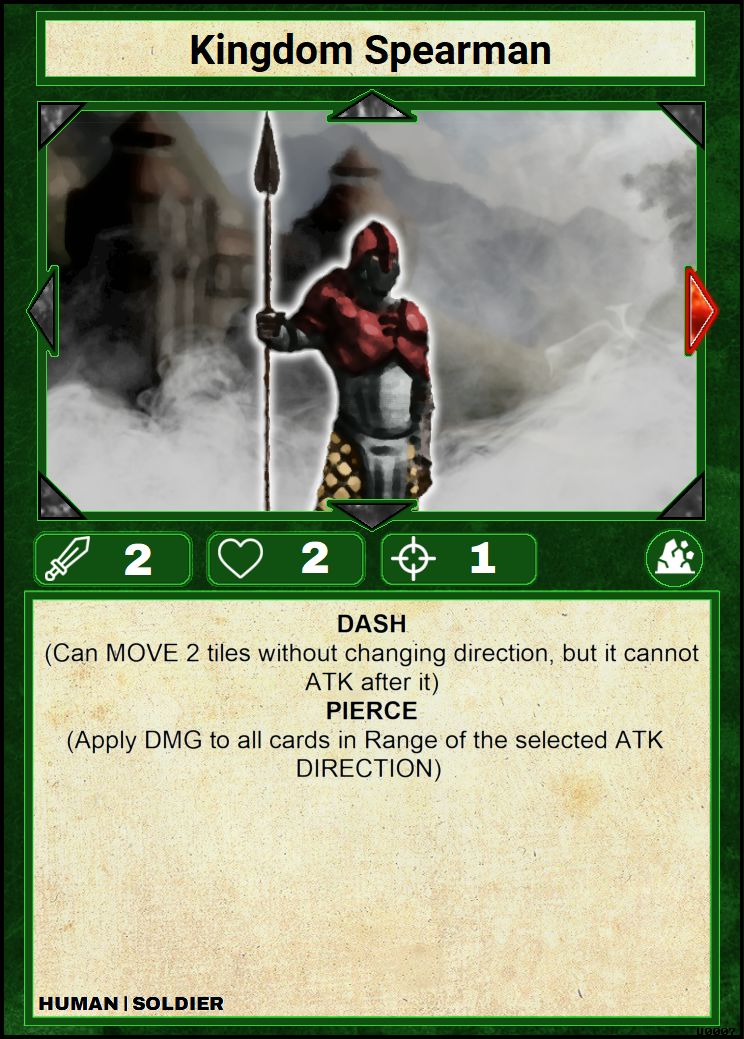 Kingdom Spearman
2 2 1
DASH
(Can MOVE 2 tiles without changing direction, but it cannot
ATK after it)
PIERCE
(Apply DMG to all cards in Range of the selected ATK
DIRECTION)
HUMAN | SOLDIER
U0007